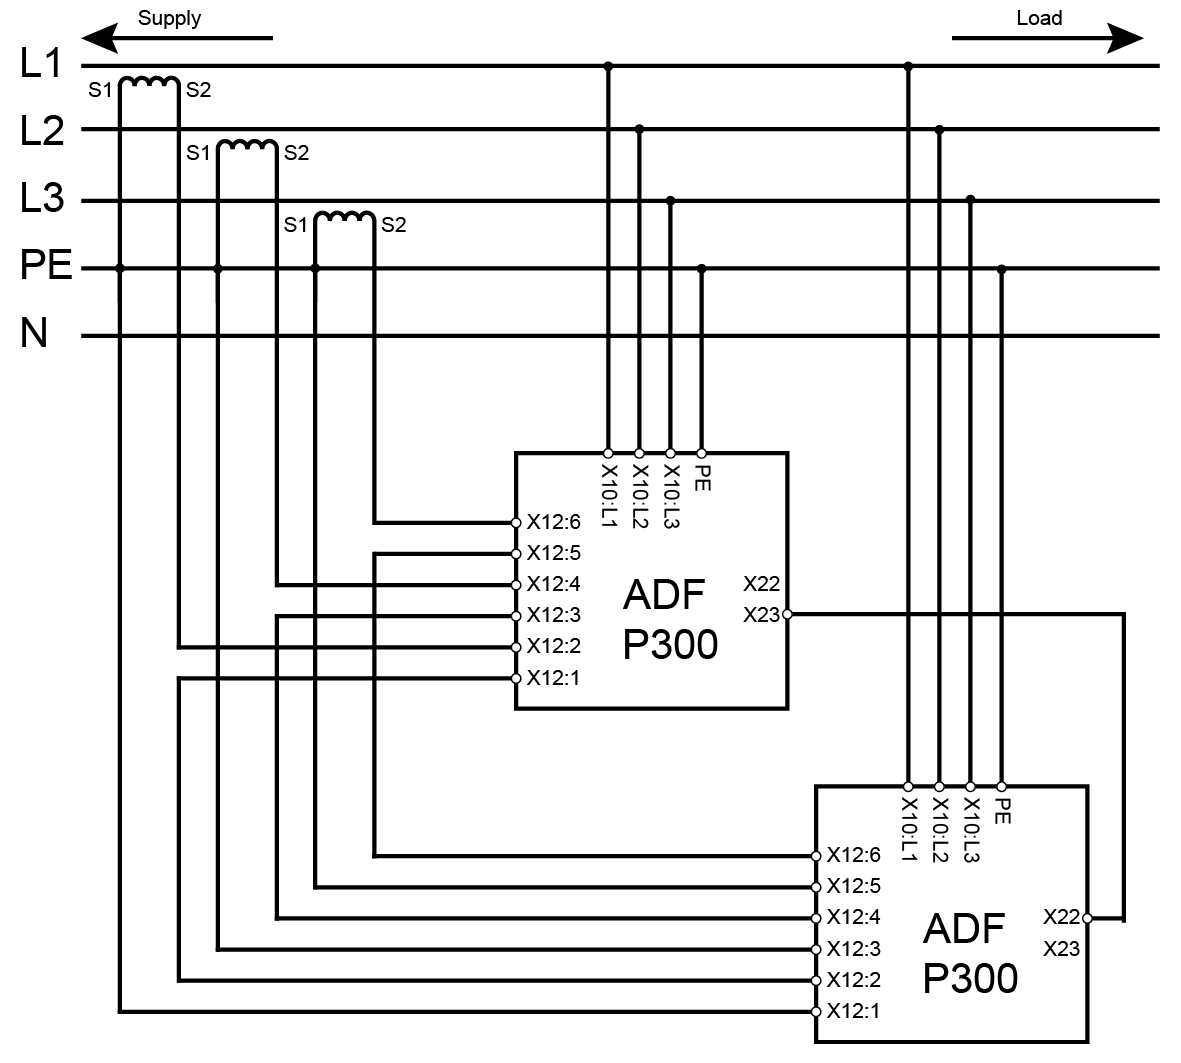 Supply
Load
L1
S1
S2
L2
S1
S2
L3
S1
S2
PE
N
X10:L1
X10:L2
X10:L3
PE
X12:6
X12:5
X12:4
X12:3
X12:2
X12:1
ADF
P300
X22
X23
X10:L1
X10:L2
X10:L3
PE
X12:6
X12:5
X12:4
X12:3
X12:2
X12:1
ADF
P300
X22
X23